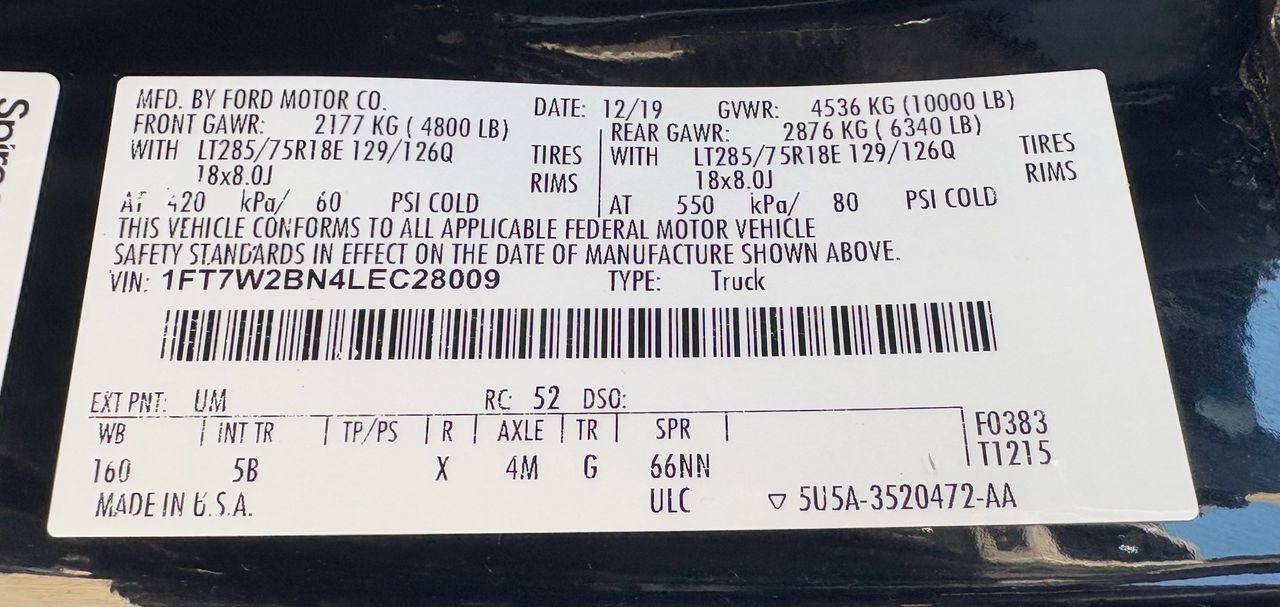 Spire
MFD. BY FORD MOTOR CO. DATE: 12/19 GVWR: 4536 KG (10000 LB)
FRONT GAWR: 2177 KG ( 4800 LB) REAR GAWR: 2876 KG ( 6340 LB)
WITH LT285/75R18E 129/126Q TIRES WITH LT285/75R18E 129/126Q TIRES
18x8.0J RIMS 18x8.0J RIMS
AT 420 kPa/ 60 PSI COLD AT 550 kPa/ 80 PSI COLD
THIS VEHICLE CONFORMS TO ALL APPLICABLE FEDERAL MOTOR VEHICLE
SAFETY STANDARDS IN EFFECT ON THE DATE OF MANUFACTURE SHOWN ABOVE.
VIN: 1FT7W2BN4LEC28009 TYPE: Truck
EXT PNT: UM RC: 52 DSO:
WB INT TR TP/PS R AXLE TR SPR F0383
160 5B X 4M G 66NN T1215
MADE IN U.S.A. ULC ▽ 5U5A-3520472-AA